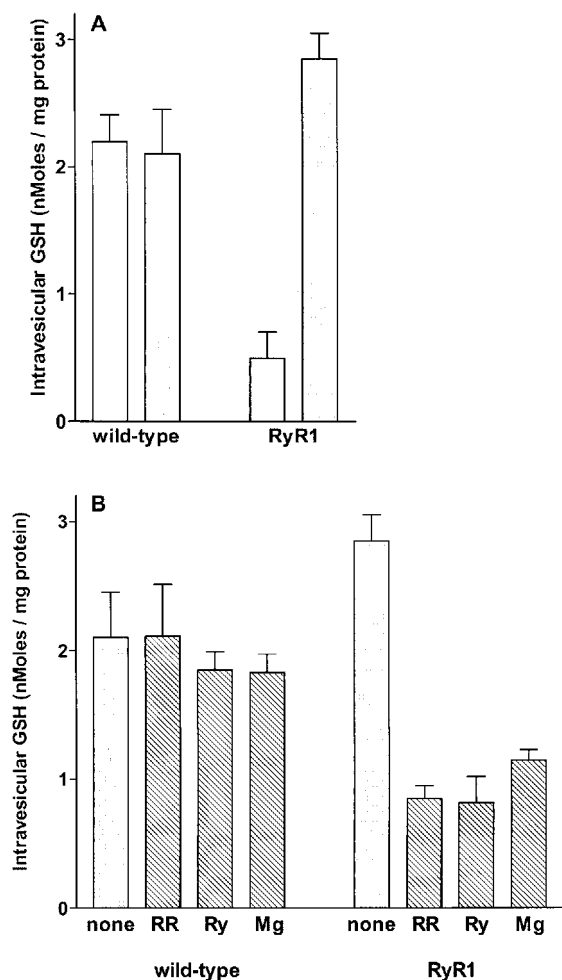 A
Intravesicular GSH (nMoles / mg protein)
3
2
1
0
wild-type RyR1
B
Intravesicular GSH (nMoles / mg protein)
3
2
1
0
none RR Ry Mg none RR Ry Mg
wild-type RyR1